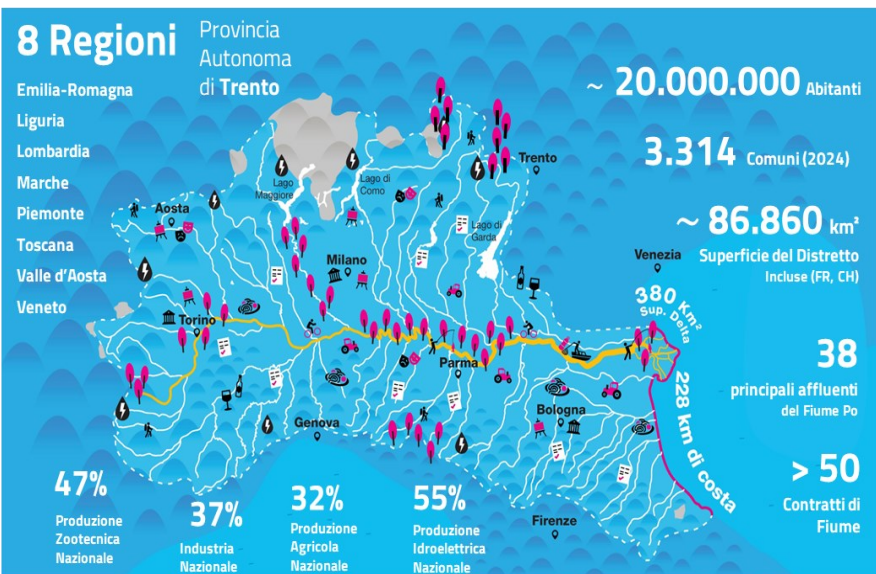 8 Regioni
Provincia
Autonoma
di Trento
Emilia-Romagna
Liguria
Lombardia
Marche
Piemonte
Toscana
Valle d'Aosta
Veneto
~ 20.000.000 Abitanti
3.314 Comuni (2024)
~ 86.860 km²
Superficie del Distretto
Incluse (FR, CH)
38
principali affluenti
del Fiume Po
> 50
Contratti di
Fiume
Lago
Maggiore
Lago di
Como
Trento
Aosta
Lago di
Garda
Milano
Venezia
380 Km²
Sup. Delta
Torino
Parma
228 km di costa
Bologna
Genova
Firenze
47%
Produzione
Zootecnica
Nazionale
37%
Industria
Nazionale
32%
Produzione
Agricola
Nazionale
55%
Produzione
Idroelettrica
Nazionale